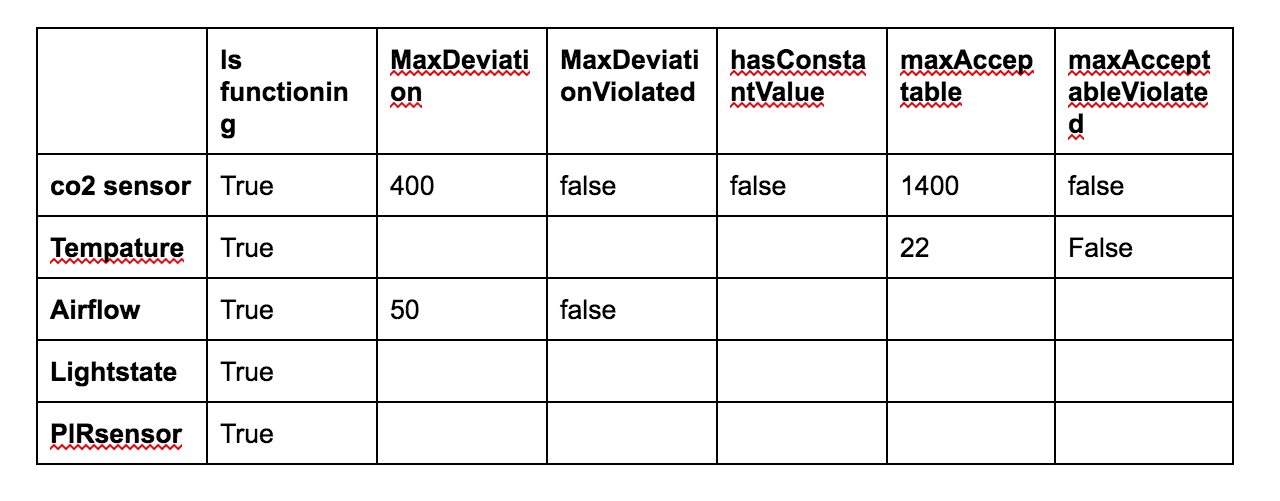 Is functioning MaxDeviation MaxDeviationViolated hasConstantValue maxAcceptable maxAcceptableViolated
co2 sensor True 400 false false 1400 false
Tempature True 22 False
Airflow True 50 false
Lightstate True
PIRsensor True